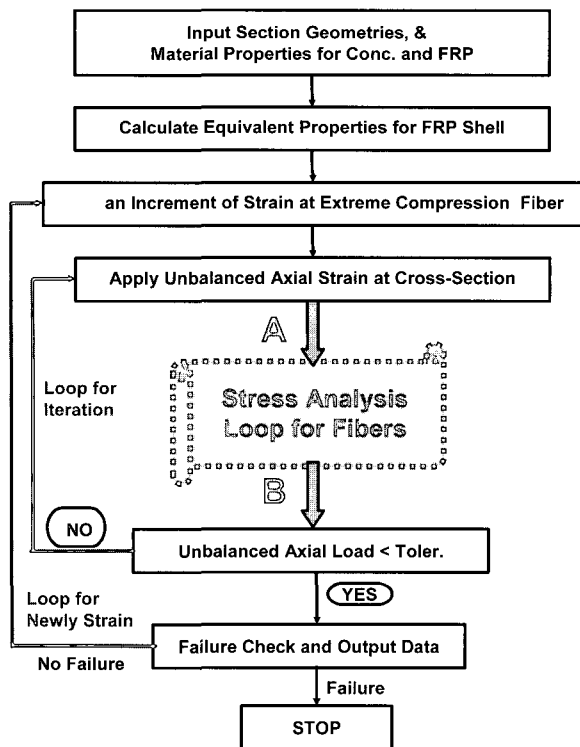 Input Section Geometries, &
Material Properties for Conc. and FRP
Calculate Equivalent Properties for FRP Shell
an Increment of Strain at Extreme Compression Fiber
Apply Unbalanced Axial Strain at Cross-Section
A
Stress Analysis
Loop for Fibers
Loop for
Iteration
B
NO
Unbalanced Axial Load < Toler.
YES
Loop for
Newly Strain
Failure Check and Output Data
No Failure
Failure
STOP